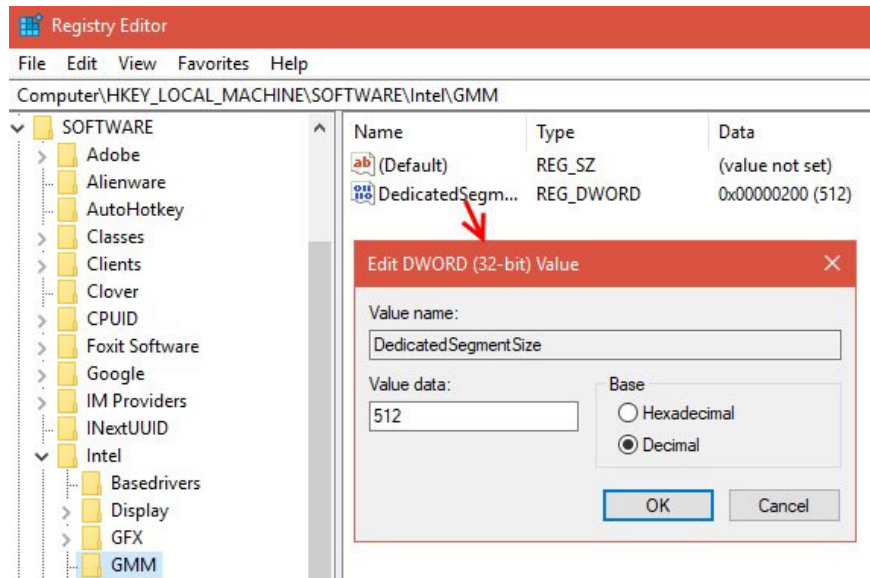 Registry Editor
File Edit View Favorites Help
Computer\HKEY_LOCAL_MACHINE\SOFTWARE\Intel\GMM
SOFTWARE
Adobe
Alienware
AutoHotkey
Classes
Clients
Clover
CPUID
Foxit Software
Google
IM Providers
INextUUID
Intel
Basedrivers
Display
GFX
GMM
Name Type Data
ab (Default) REG_SZ (value not set)
DedicatedSegm... REG_DWORD 0x00000200 (512)
Edit DWORD (32-bit) Value
Value name:
DedicatedSegmentSize
Value data:
512
Base
Hexadecimal
Decimal
OK Cancel